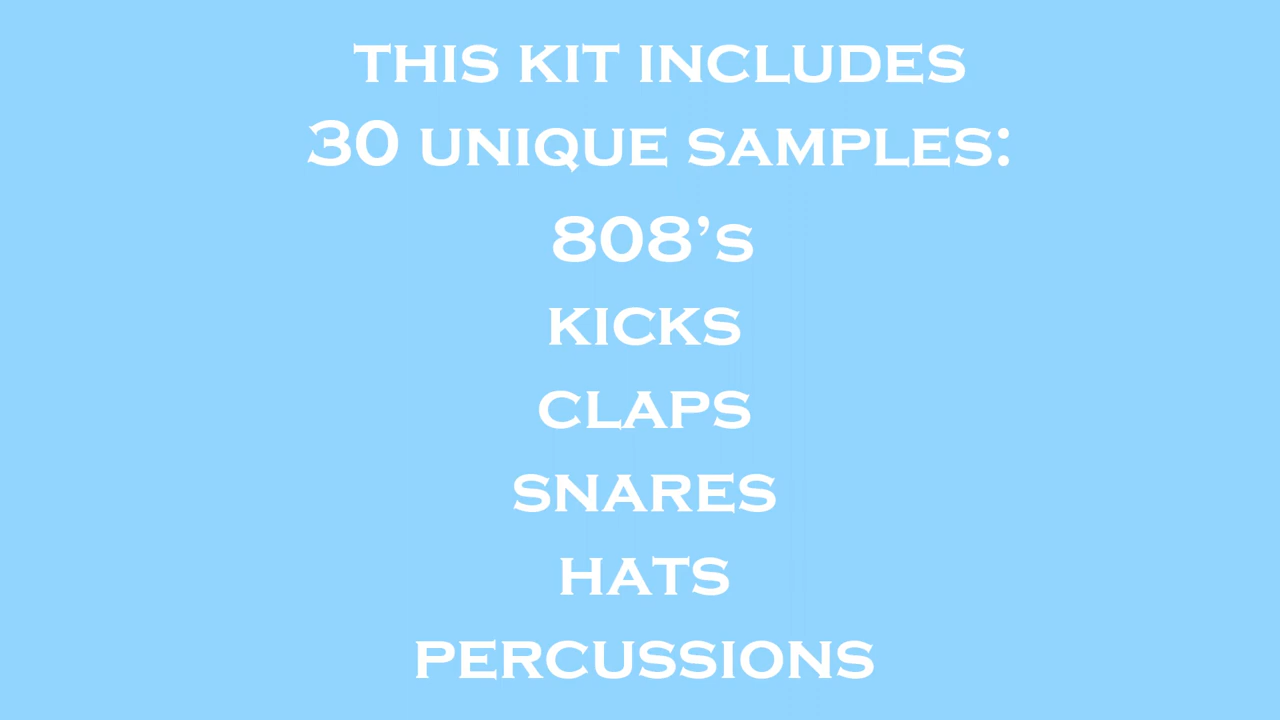 THIS KIT INCLUDES
30 UNIQUE SAMPLES:
808’S
KICKS
CLAPS
SNARES
HATS
PERCUSSIONS